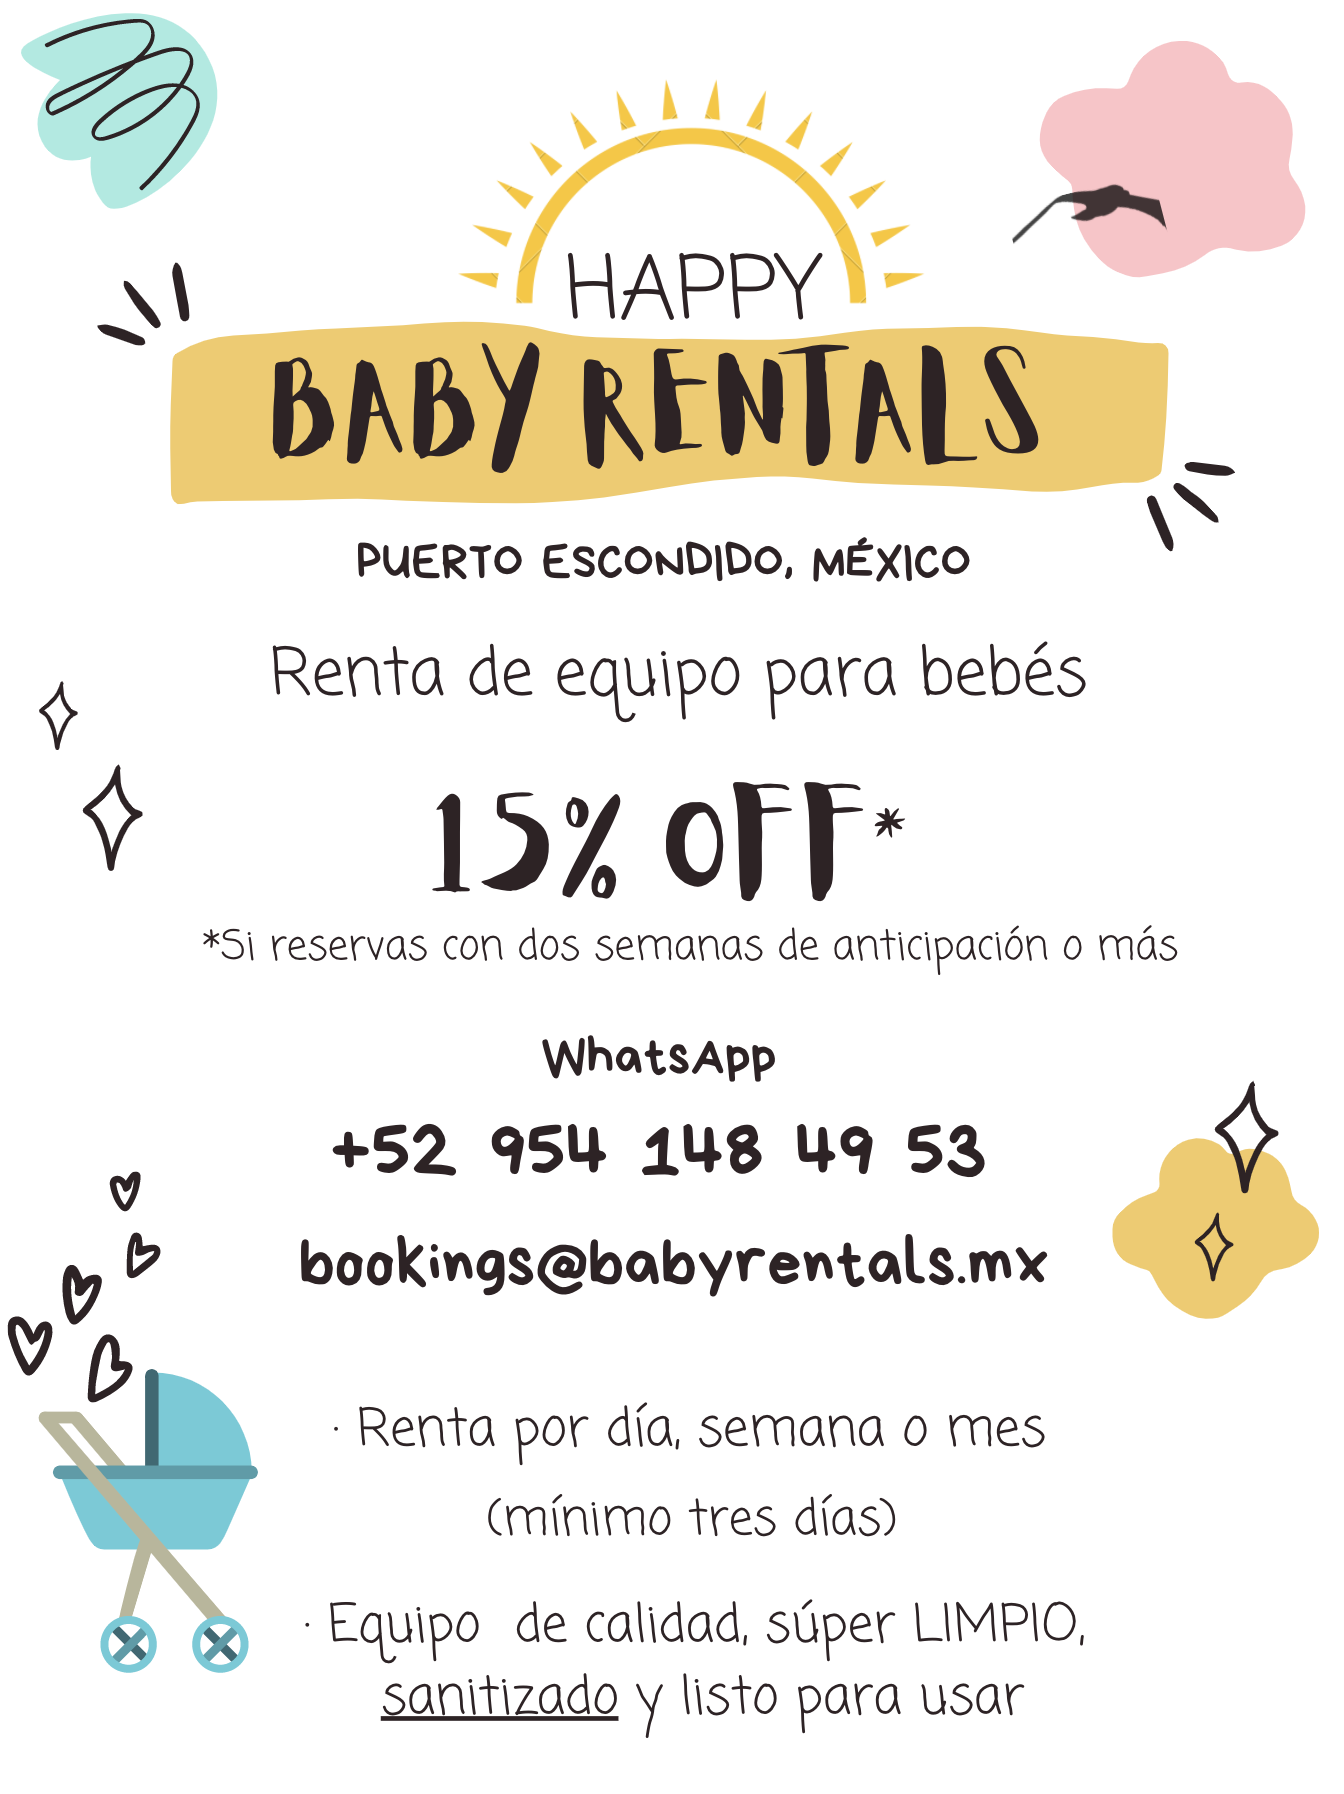 HAPPY
BABY RENTALS
PUERTO ESCONDIDO, MÉXICO
Renta de equipo para bebés
15% OFF*
*Si reservas con dos semanas de anticipación o más
WhatsApp
+52 954 148 49 53
bookings@babyrentals.mx
· Renta por día, semana o mes
(mínimo tres días)
· Equipo de calidad, súper LIMPIO,
sanitizado y listo para usar